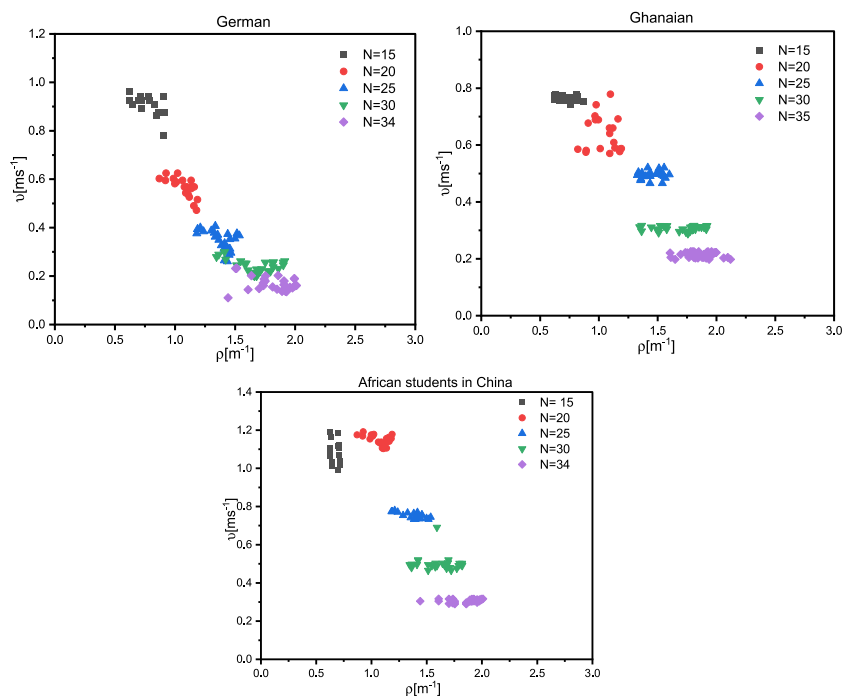 German
υ[ms⁻¹]
1.2
1.0
0.8
0.6
0.4
0.2
0.0
0.0 0.5 1.0 1.5 2.0 2.5 3.0
ρ[m⁻¹]
N=15
N=20
N=25
N=30
N=34
Ghanaian
υ[ms⁻¹]
1.0
0.8
0.6
0.4
0.2
0.0
0.0 0.5 1.0 1.5 2.0 2.5 3.0
ρ[m⁻¹]
N=15
N=20
N=25
N=30
N=35
African students in China
υ[ms⁻¹]
1.4
1.2
1.0
0.8
0.6
0.4
0.2
0.0
0.0 0.5 1.0 1.5 2.0 2.5 3.0
ρ[m⁻¹]
N= 15
N=20
N=25
N=30
N=34